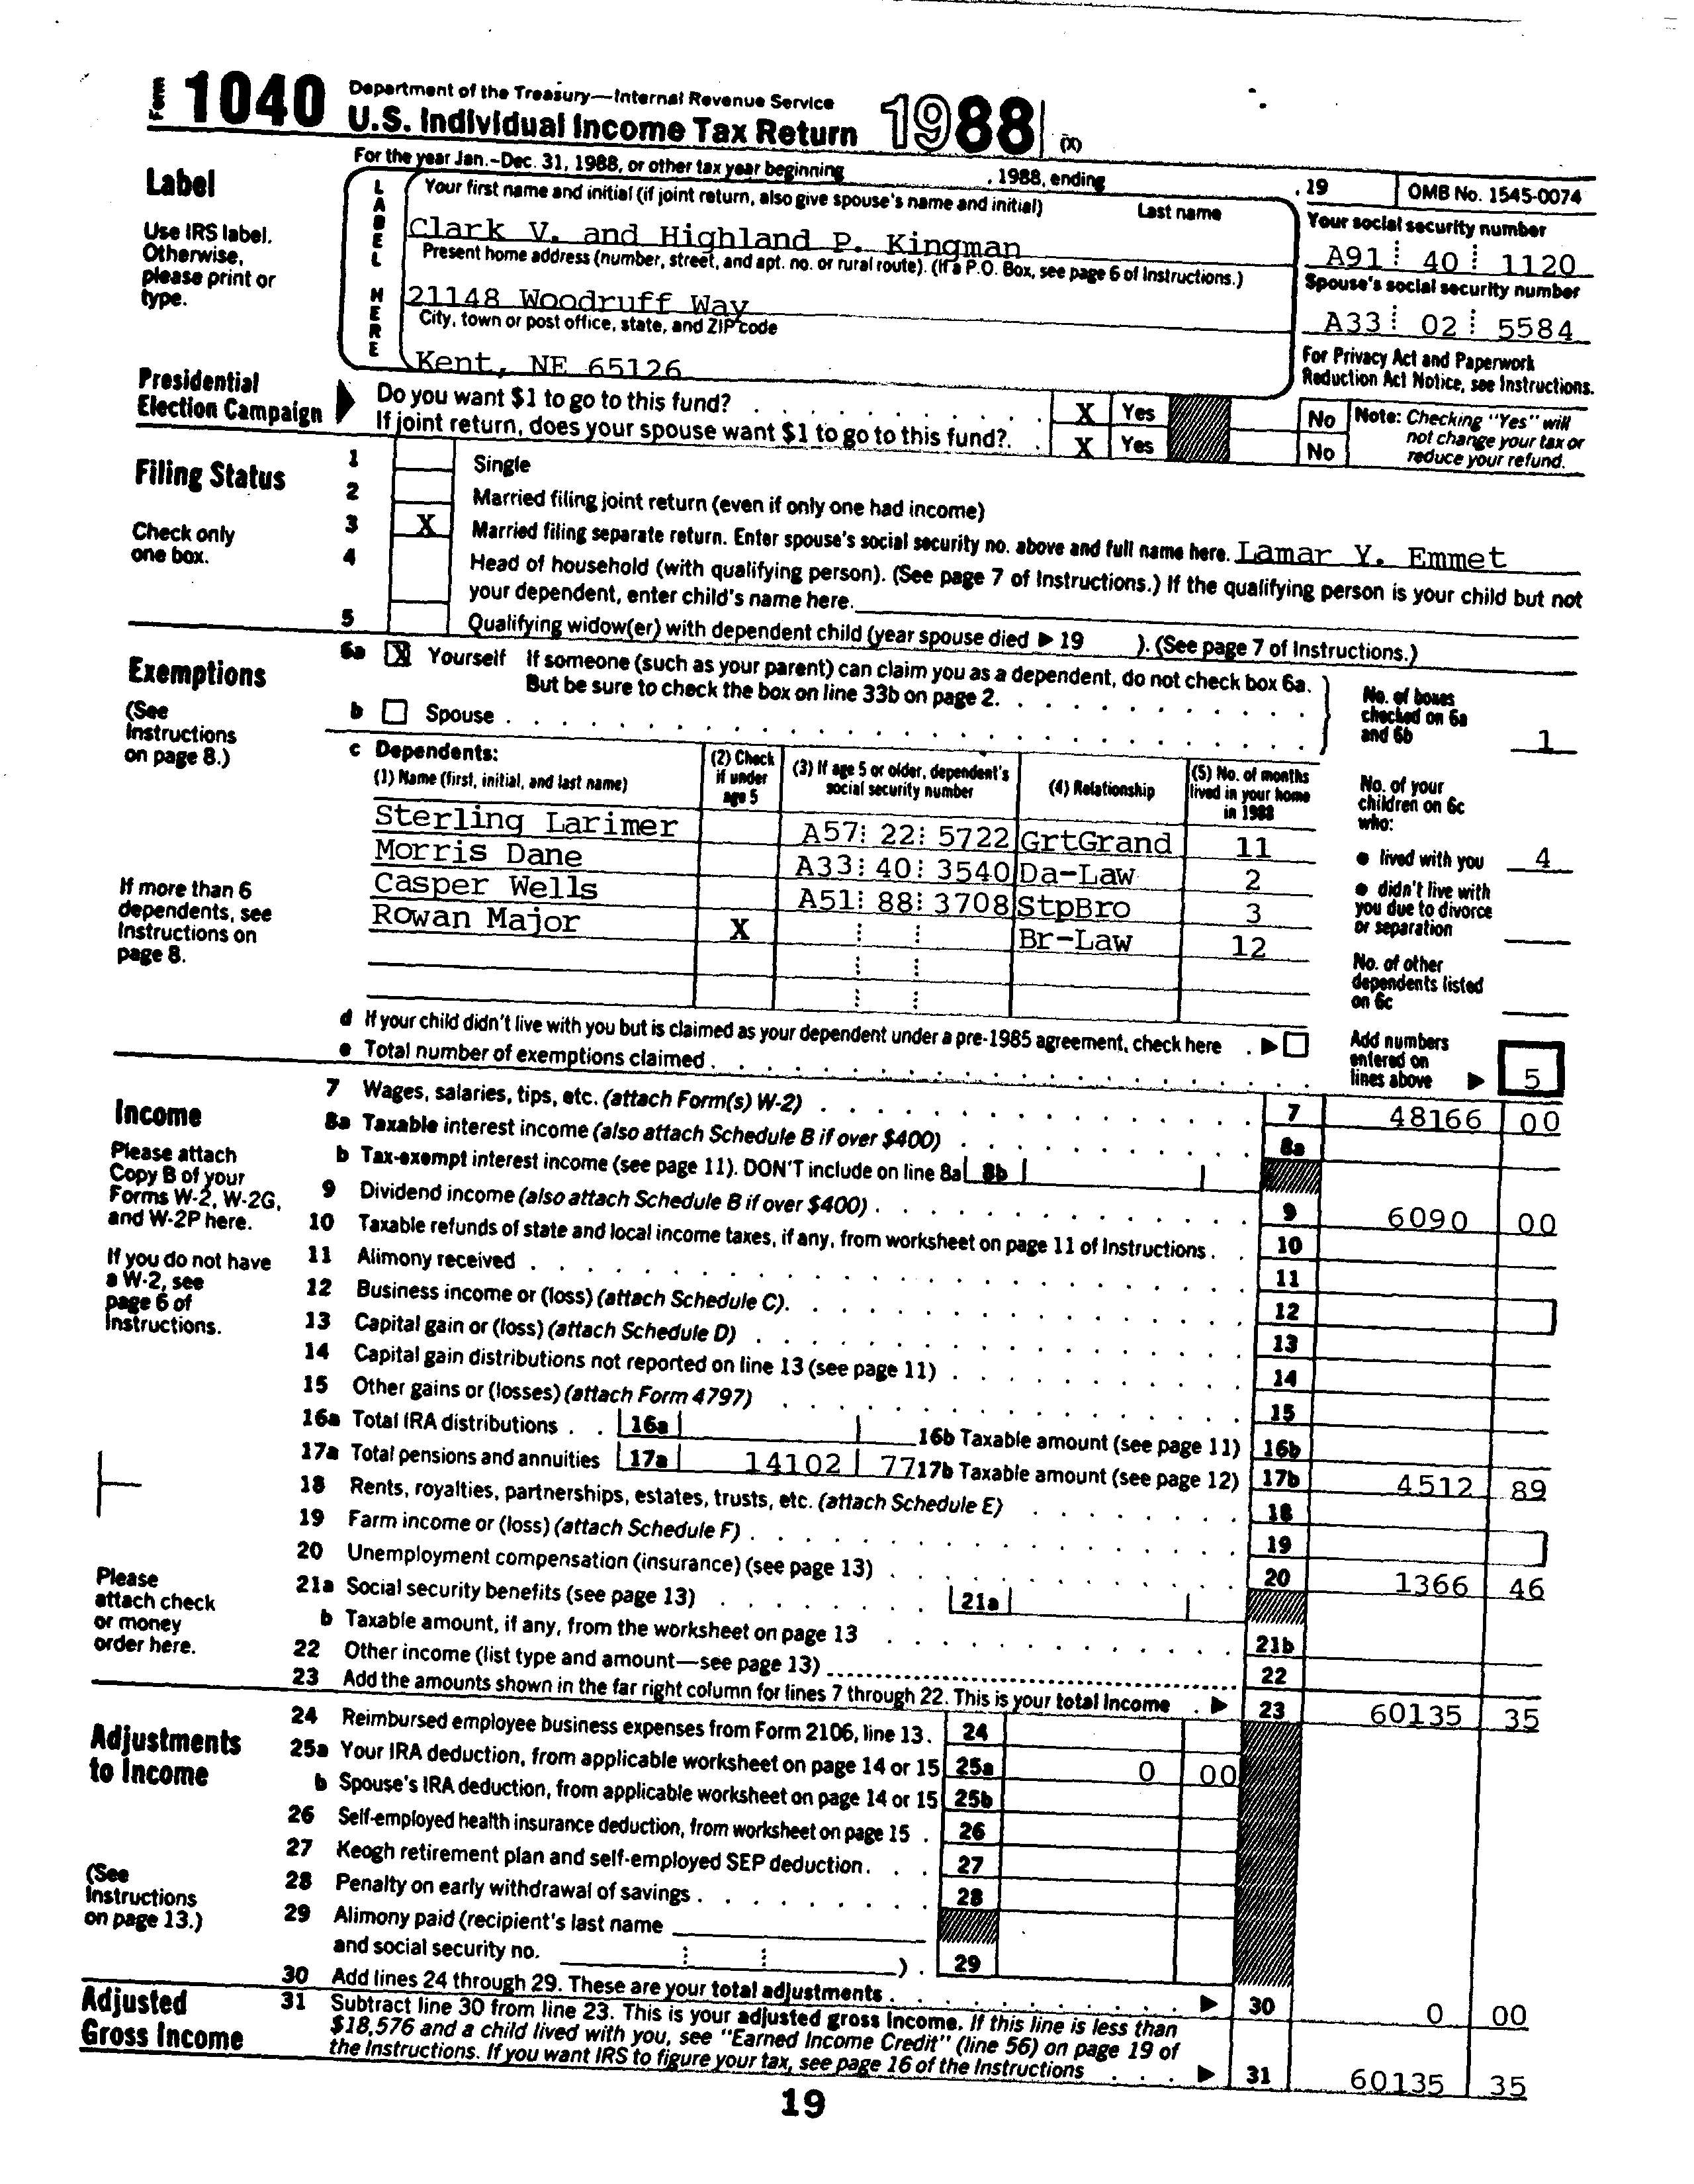 Form 1040 Department of the Treasury—Internal Revenue Service
U.S. Individual Income Tax Return 1988 (X)
For the year Jan.–Dec. 31, 1988, or other tax year beginning , 1988, ending , 19 OMB No. 1545-0074
Label
Use IRS label.
Otherwise,
please print or
type.
LABEL HERE
Your first name and initial (if joint return, also give spouse's name and initial) Last name
Clark V. and Highland P. Kingman
Present home address (number, street, and apt. no. or rural route). (If a P.O. Box, see page 6 of Instructions.)
21148 Woodruff Way
City, town or post office, state, and ZIP code
Kent, NE 65126
Your social security number
A91 40 1120
Spouse's social security number
A33 02 5584
For Privacy Act and Paperwork
Reduction Act Notice, see Instructions.
Presidential
Election Campaign
Do you want $1 to go to this fund? . . . . . . . . . . X Yes No
If joint return, does your spouse want $1 to go to this fund?. . X Yes No
Note: Checking "Yes" will
not change your tax or
reduce your refund.
Filing Status
Check only
one box.
1 Single
2 Married filing joint return (even if only one had income)
3 X Married filing separate return. Enter spouse's social security no. above and full name here. Lamar Y. Emmet
4 Head of household (with qualifying person). (See page 7 of Instructions.) If the qualifying person is your child but not
your dependent, enter child's name here.
5 Qualifying widow(er) with dependent child (year spouse died ▶ 19 ). (See page 7 of Instructions.)
Exemptions
(See
Instructions
on page 8.)
If more than 6
dependents, see
Instructions on
page 8.
6a X Yourself If someone (such as your parent) can claim you as a dependent, do not check box 6a.
But be sure to check the box on line 33b on page 2. . . . . . . . . .
b Spouse . . . . . . . . . . . . . . . . . . . .
No. of boxes
checked on 6a
and 6b 1
c Dependents:
(1) Name (first, initial, and last name)
(2) Check
if under
age 5
(3) If age 5 or older, dependent's
social security number
(4) Relationship
(5) No. of months
lived in your home
in 1988
Sterling Larimer A57 22 5722 GrtGrand 11
Morris Dane A33 40 3540 Da-Law 2
Casper Wells A51 88 3708 StpBro 3
Rowan Major X Br-Law 12
No. of your
children on 6c
who:
● lived with you 4
● didn't live with
you due to divorce
or separation
No. of other
dependents listed
on 6c
d If your child didn't live with you but is claimed as your dependent under a pre-1985 agreement, check here . ▶
e Total number of exemptions claimed . . . . . . . . . . . . . . . . .
Add numbers
entered on
lines above ▶ 5
Income
Please attach
Copy B of your
Forms W-2, W-2G,
and W-2P here.
If you do not have
a W-2, see
page 6 of
Instructions.
Please
attach check
or money
order here.
7 Wages, salaries, tips, etc. (attach Form(s) W-2) . . . . . . . . . . . . 7 48166 00
8a Taxable interest income (also attach Schedule B if over $400) . . . . . . . . 8a
b Tax-exempt interest income (see page 11). DON'T include on line 8a 8b
9 Dividend income (also attach Schedule B if over $400) . . . . . . . . . . 9 6090 00
10 Taxable refunds of state and local income taxes, if any, from worksheet on page 11 of Instructions . . 10
11 Alimony received . . . . . . . . . . . . . . . . . . . 11
12 Business income or (loss) (attach Schedule C). . . . . . . . . . . . . 12
13 Capital gain or (loss) (attach Schedule D) . . . . . . . . . . . . . 13
14 Capital gain distributions not reported on line 13 (see page 11) . . . . . . . . 14
15 Other gains or (losses) (attach Form 4797) . . . . . . . . . . . . . 15
16a Total IRA distributions . . 16a 16b Taxable amount (see page 11) 16b
17a Total pensions and annuities 17a 14102 77 17b Taxable amount (see page 12) 17b 4512 89
18 Rents, royalties, partnerships, estates, trusts, etc. (attach Schedule E) . . . . . . . 18
19 Farm income or (loss) (attach Schedule F) . . . . . . . . . . . . . 19
20 Unemployment compensation (insurance) (see page 13) . . . . . . . . . . 20 1366 46
21a Social security benefits (see page 13) . . . . . . . . 21a
b Taxable amount, if any, from the worksheet on page 13 . . . . . . . . . . 21b
22 Other income (list type and amount—see page 13) 22
23 Add the amounts shown in the far right column for lines 7 through 22. This is your total income . ▶ 23 60135 35
Adjustments
to Income
(See
Instructions
on page 13.)
24 Reimbursed employee business expenses from Form 2106, line 13 . 24
25a Your IRA deduction, from applicable worksheet on page 14 or 15 25a 0 00
b Spouse's IRA deduction, from applicable worksheet on page 14 or 15 25b
26 Self-employed health insurance deduction, from worksheet on page 15 . 26
27 Keogh retirement plan and self-employed SEP deduction . . . 27
28 Penalty on early withdrawal of savings . . . . . . . . 28
29 Alimony paid (recipient's last name
and social security no. ) . 29
30 Add lines 24 through 29. These are your total adjustments . . . . . . . . . ▶ 30 0 00
Adjusted
Gross Income
31 Subtract line 30 from line 23. This is your adjusted gross income. If this line is less than
$18,576 and a child lived with you, see "Earned Income Credit" (line 56) on page 19 of
the Instructions. If you want IRS to figure your tax, see page 16 of the Instructions . . . ▶ 31 60135 35
19